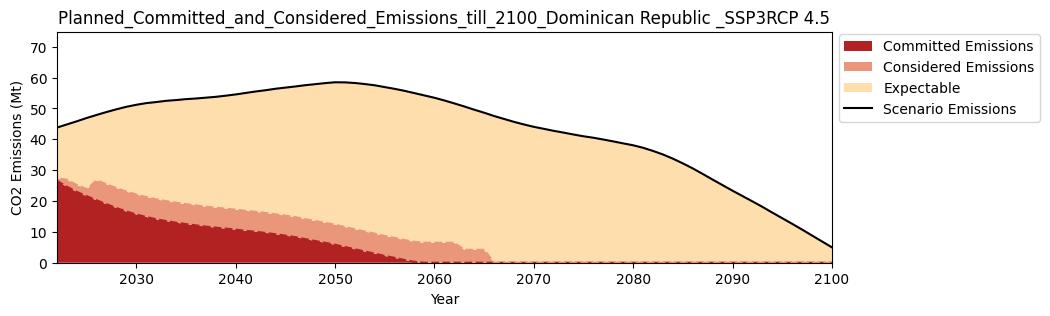 Planned_Committed_and_Considered_Emissions_till_2100_Dominican Republic _SSP3RCP 4.5
CO2 Emissions (Mt)
70
60
50
40
30
20
10
0
2030 2040 2050 2060 2070 2080 2090 2100
Year
Committed Emissions
Considered Emissions
Expectable
Scenario Emissions